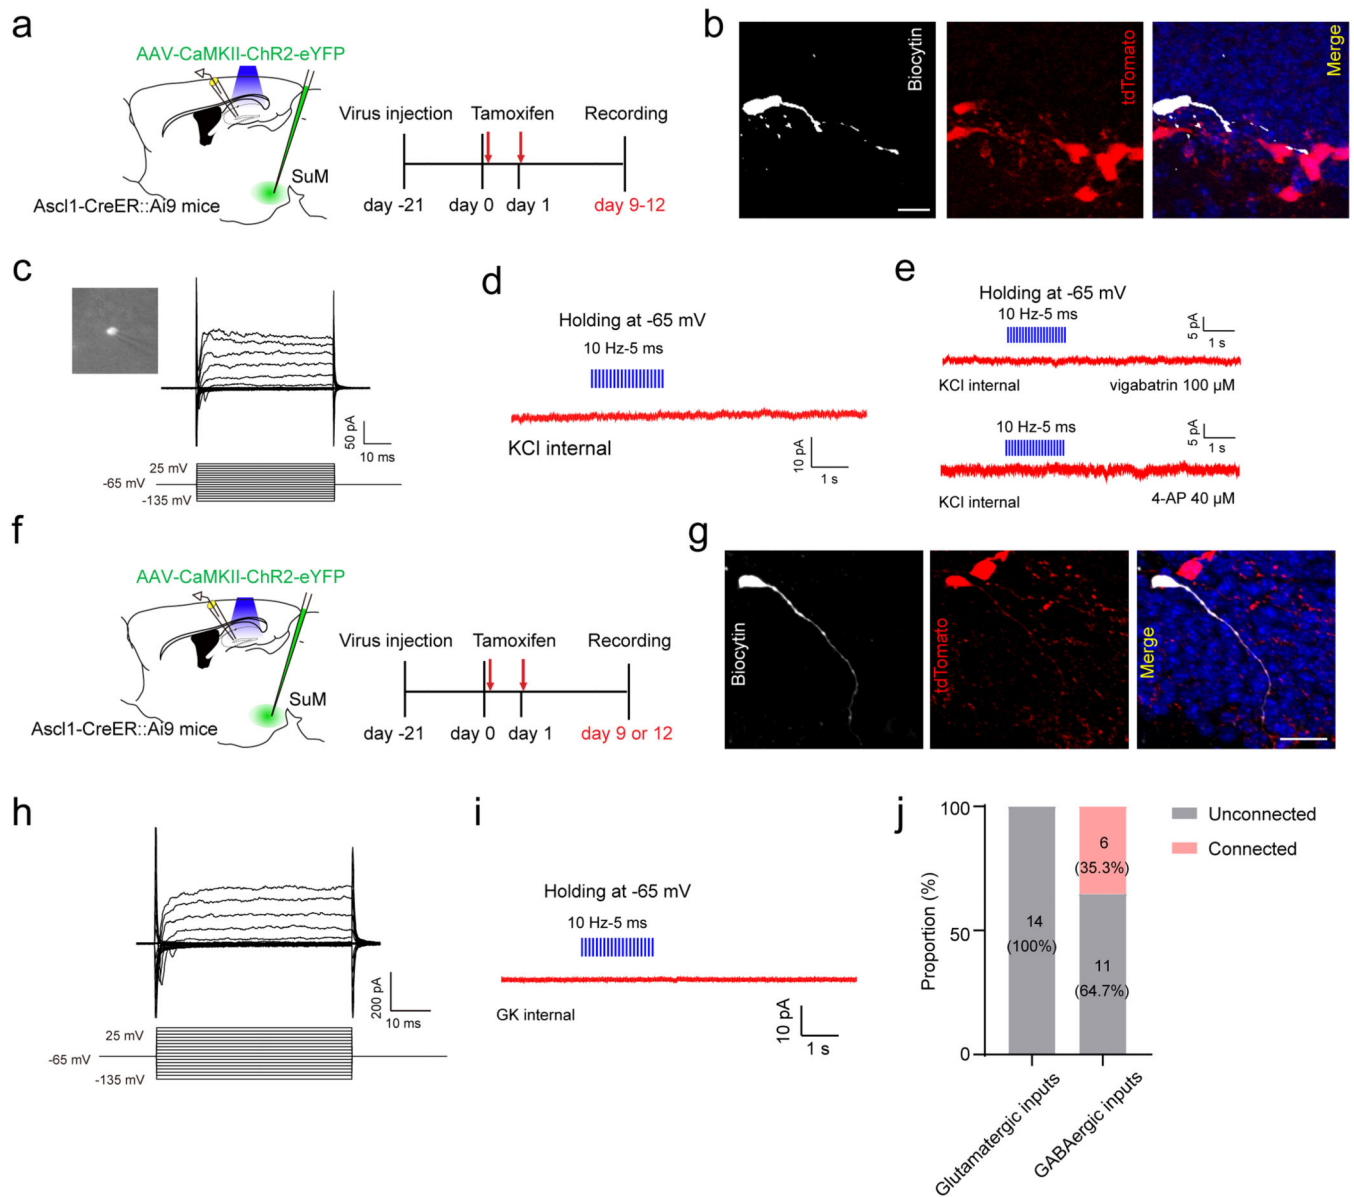 a
AAV-CaMKII-ChR2-eYFP
SuM
Ascl1-CreER::Ai9 mice
Virus injection Tamoxifen Recording
day -21 day 0 day 1 day 9-12
b
Biocytin
tdTomato
Merge
c
50 pA
10 ms
25 mV
-65 mV
-135 mV
d
Holding at -65 mV
10 Hz-5 ms
KCl internal
10 pA
1 s
e
Holding at -65 mV
10 Hz-5 ms
5 pA
1 s
KCl internal vigabatrin 100 μM
10 Hz-5 ms
5 pA
1 s
KCl internal 4-AP 40 μM
f
AAV-CaMKII-ChR2-eYFP
SuM
Ascl1-CreER::Ai9 mice
Virus injection Tamoxifen Recording
day -21 day 0 day 1 day 9 or 12
g
Biocytin
tdTomato
Merge
h
200 pA
10 ms
25 mV
-65 mV
-135 mV
i
Holding at -65 mV
10 Hz-5 ms
GK internal
10 pA
1 s
j
Proportion (%)
100
50
0
14
(100%)
6
(35.3%)
11
(64.7%)
Glutamatergic inputs
GABAergic inputs
Unconnected
Connected